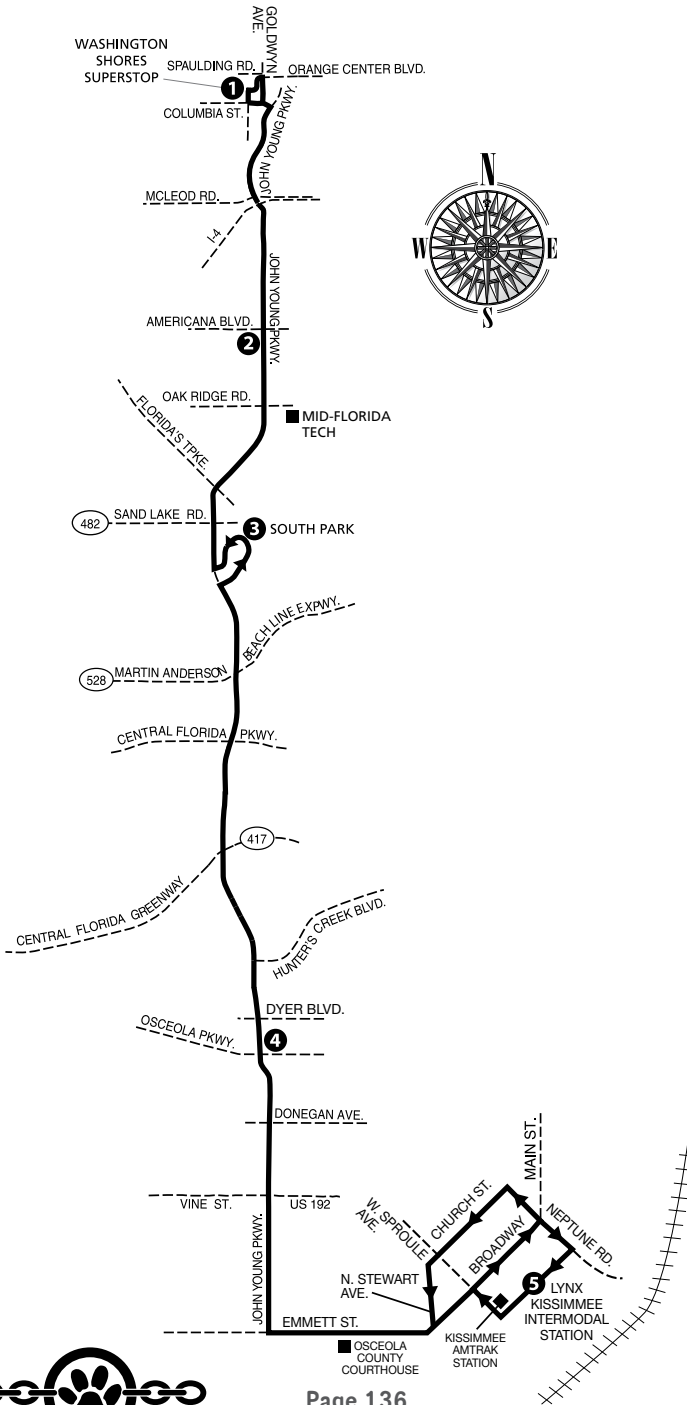 GOLDWYN
AVE.
WASHINGTON
SHORES
SUPERSTOP
SPAULDING RD.
ORANGE CENTER BLVD.
1
COLUMBIA ST.
JOHN YOUNG PKWY.
MCLEOD RD.
I-4
N
W
E
S
JOHN YOUNG PKWY.
AMERICANA BLVD.
2
OAK RIDGE RD.
MID-FLORIDA
TECH
FLORIDA'S TPKE.
482
SAND LAKE RD.
3
SOUTH PARK
BEACH LINE EXPWY.
528
MARTIN ANDERSON
CENTRAL FLORIDA PKWY.
417
CENTRAL FLORIDA GREENWAY
HUNTER'S CREEK BLVD.
DYER BLVD.
OSCEOLA PKWY.
4
DONEGAN AVE.
MAIN ST.
VINE ST. US 192
W. SPROULE
AVE.
CHURCH ST.
BROADWAY
NEPTUNE RD.
JOHN YOUNG PKWY.
N. STEWART
AVE.
5
LYNX
KISSIMMEE
INTERMODAL
STATION
EMMETT ST.
KISSIMMEE
AMTRAK
STATION
OSCEOLA
COUNTY
COURTHOUSE
Page 136